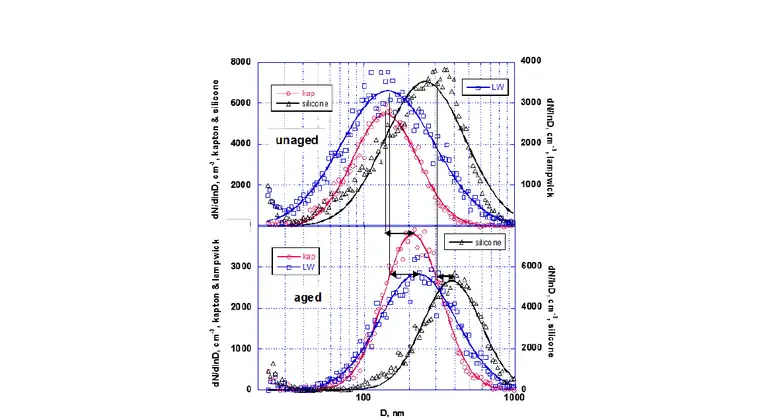 8000
6000
4000
2000
dN/dlnD, cm-3, kapton & silicone
kap
silicone
unaged
LW
4000
3000
2000
1000
dN/lnD, cm-3, lampwick
3000
2000
1000
0
dN/dlnD, cm-3, kapton & lampwick
kap
LW
aged
silicone
6000
4000
2000
0
dN/lnD, cm-3, silicone
100
1000
D, nm